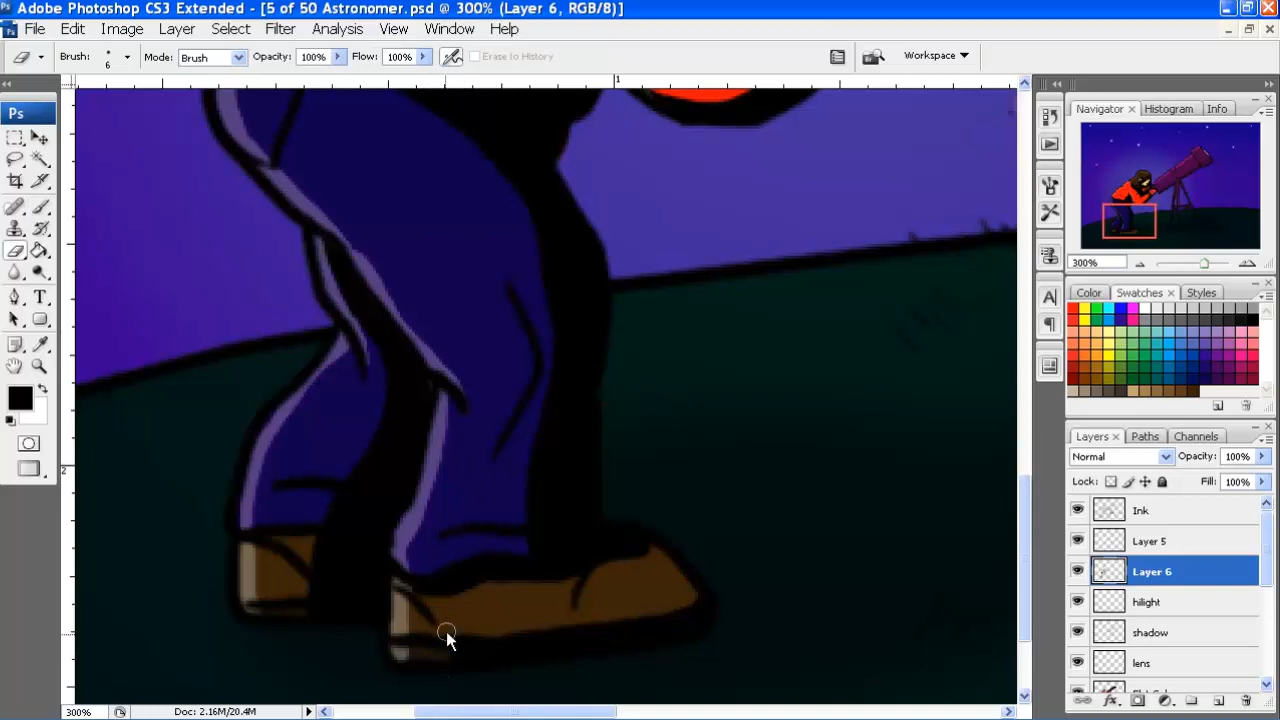 Adobe Photoshop CS3 Extended - [5 of 50 Astronomer.psd @ 300% (Layer 6, RGB/8)]
File Edit Image Layer Select Filter Analysis View Window Help
Brush: 6 Mode: Brush Opacity: 100% Flow: 100% Erase to History Workspace
Ps
1
2
Navigator Histogram Info
300%
Color Swatches Styles
Layers Paths Channels
Normal Opacity: 100%
Lock: Fill: 100%
Ink
Layer 5
Layer 6
hilight
shadow
lens
300% Doc: 2.16M/20.4M